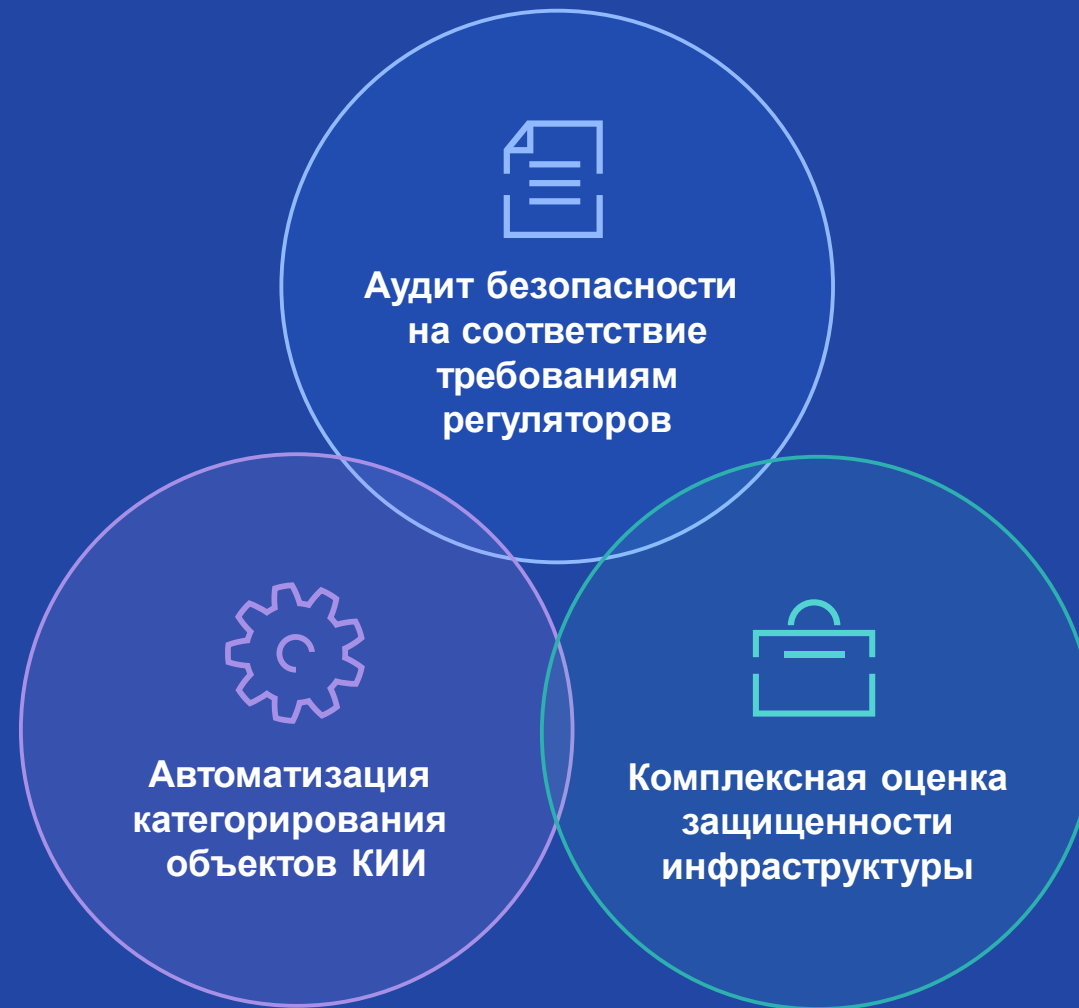 Аудит безопасности
на соответствие
требованиям
регуляторов
Автоматизация
категорирования
объектов КИИ
Комплексная оценка
защищенности
инфраструктуры